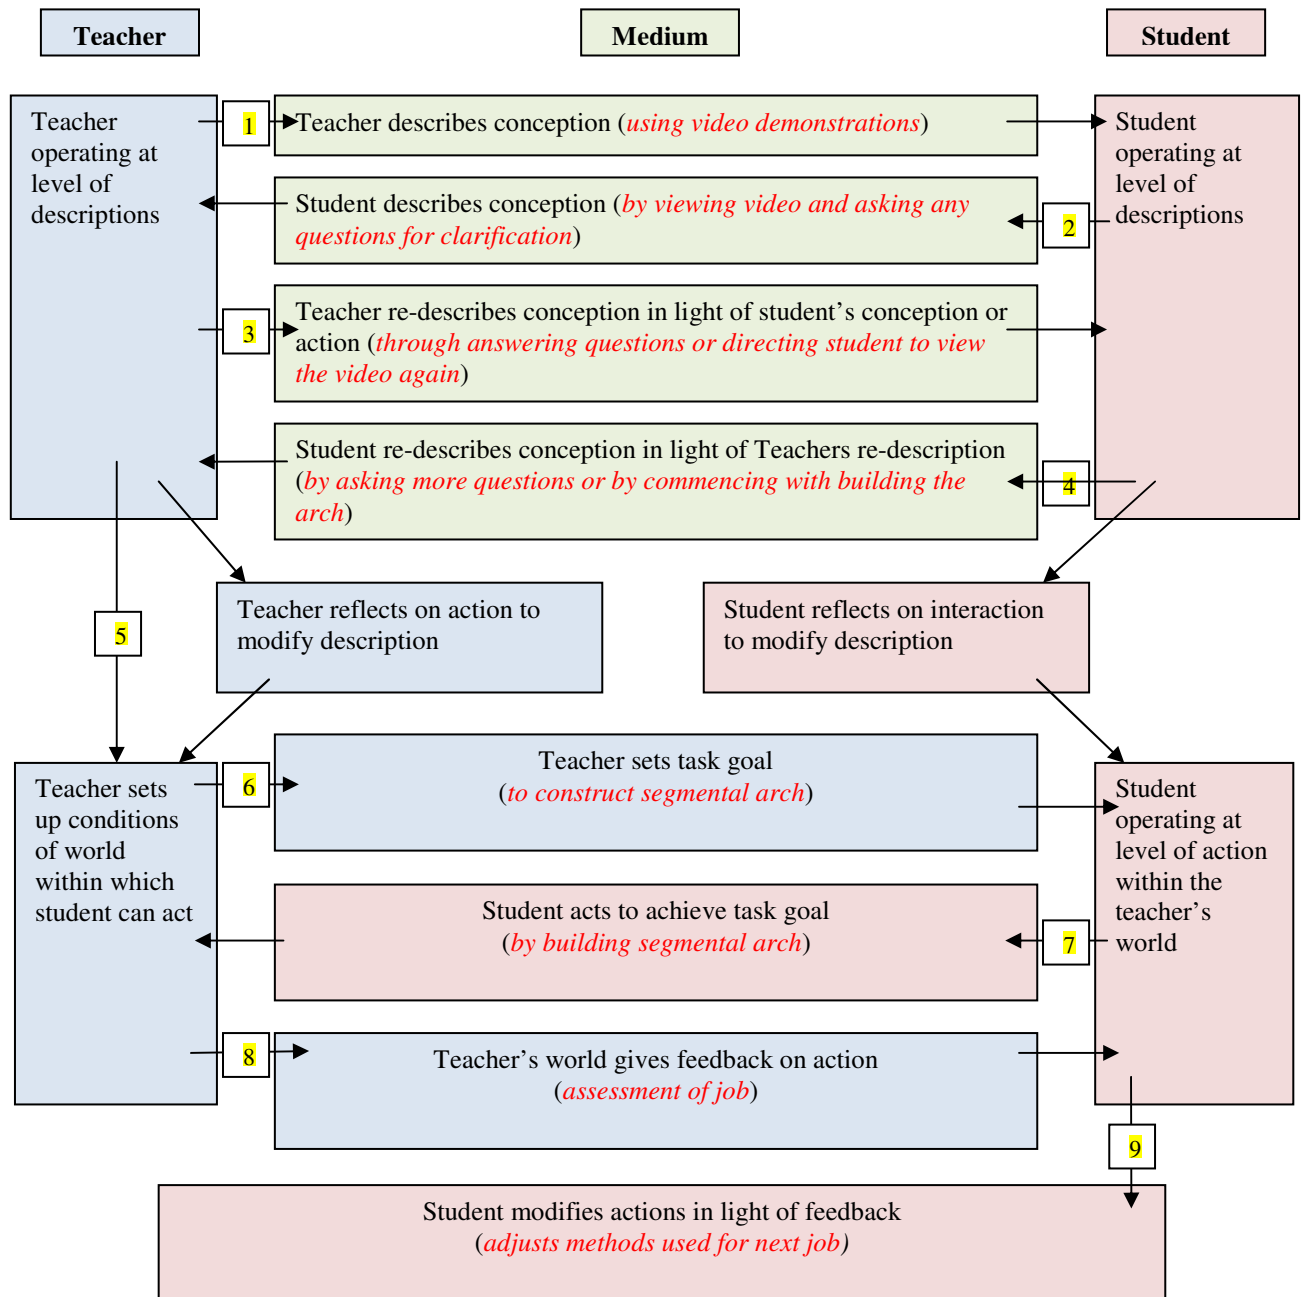 Teacher
Medium
Student
Teacher
operating at
level of
descriptions
1
Teacher describes conception (using video demonstrations)
Student
operating at
level of
descriptions
Student describes conception (by viewing video and asking any
questions for clarification)
2
3
Teacher re-describes conception in light of student’s conception or
action (through answering questions or directing student to view
the video again)
Student re-describes conception in light of Teachers re-description
(by asking more questions or by commencing with building the
arch)
4
5
Teacher reflects on action to
modify description
Student reflects on interaction
to modify description
Teacher sets
up conditions
of world
within which
student can act
6
Teacher sets task goal
(to construct segmental arch)
Student
operating at
level of action
within the
teacher’s
world
Student acts to achieve task goal
(by building segmental arch)
7
8
Teacher’s world gives feedback on action
(assessment of job)
9
Student modifies actions in light of feedback
(adjusts methods used for next job)